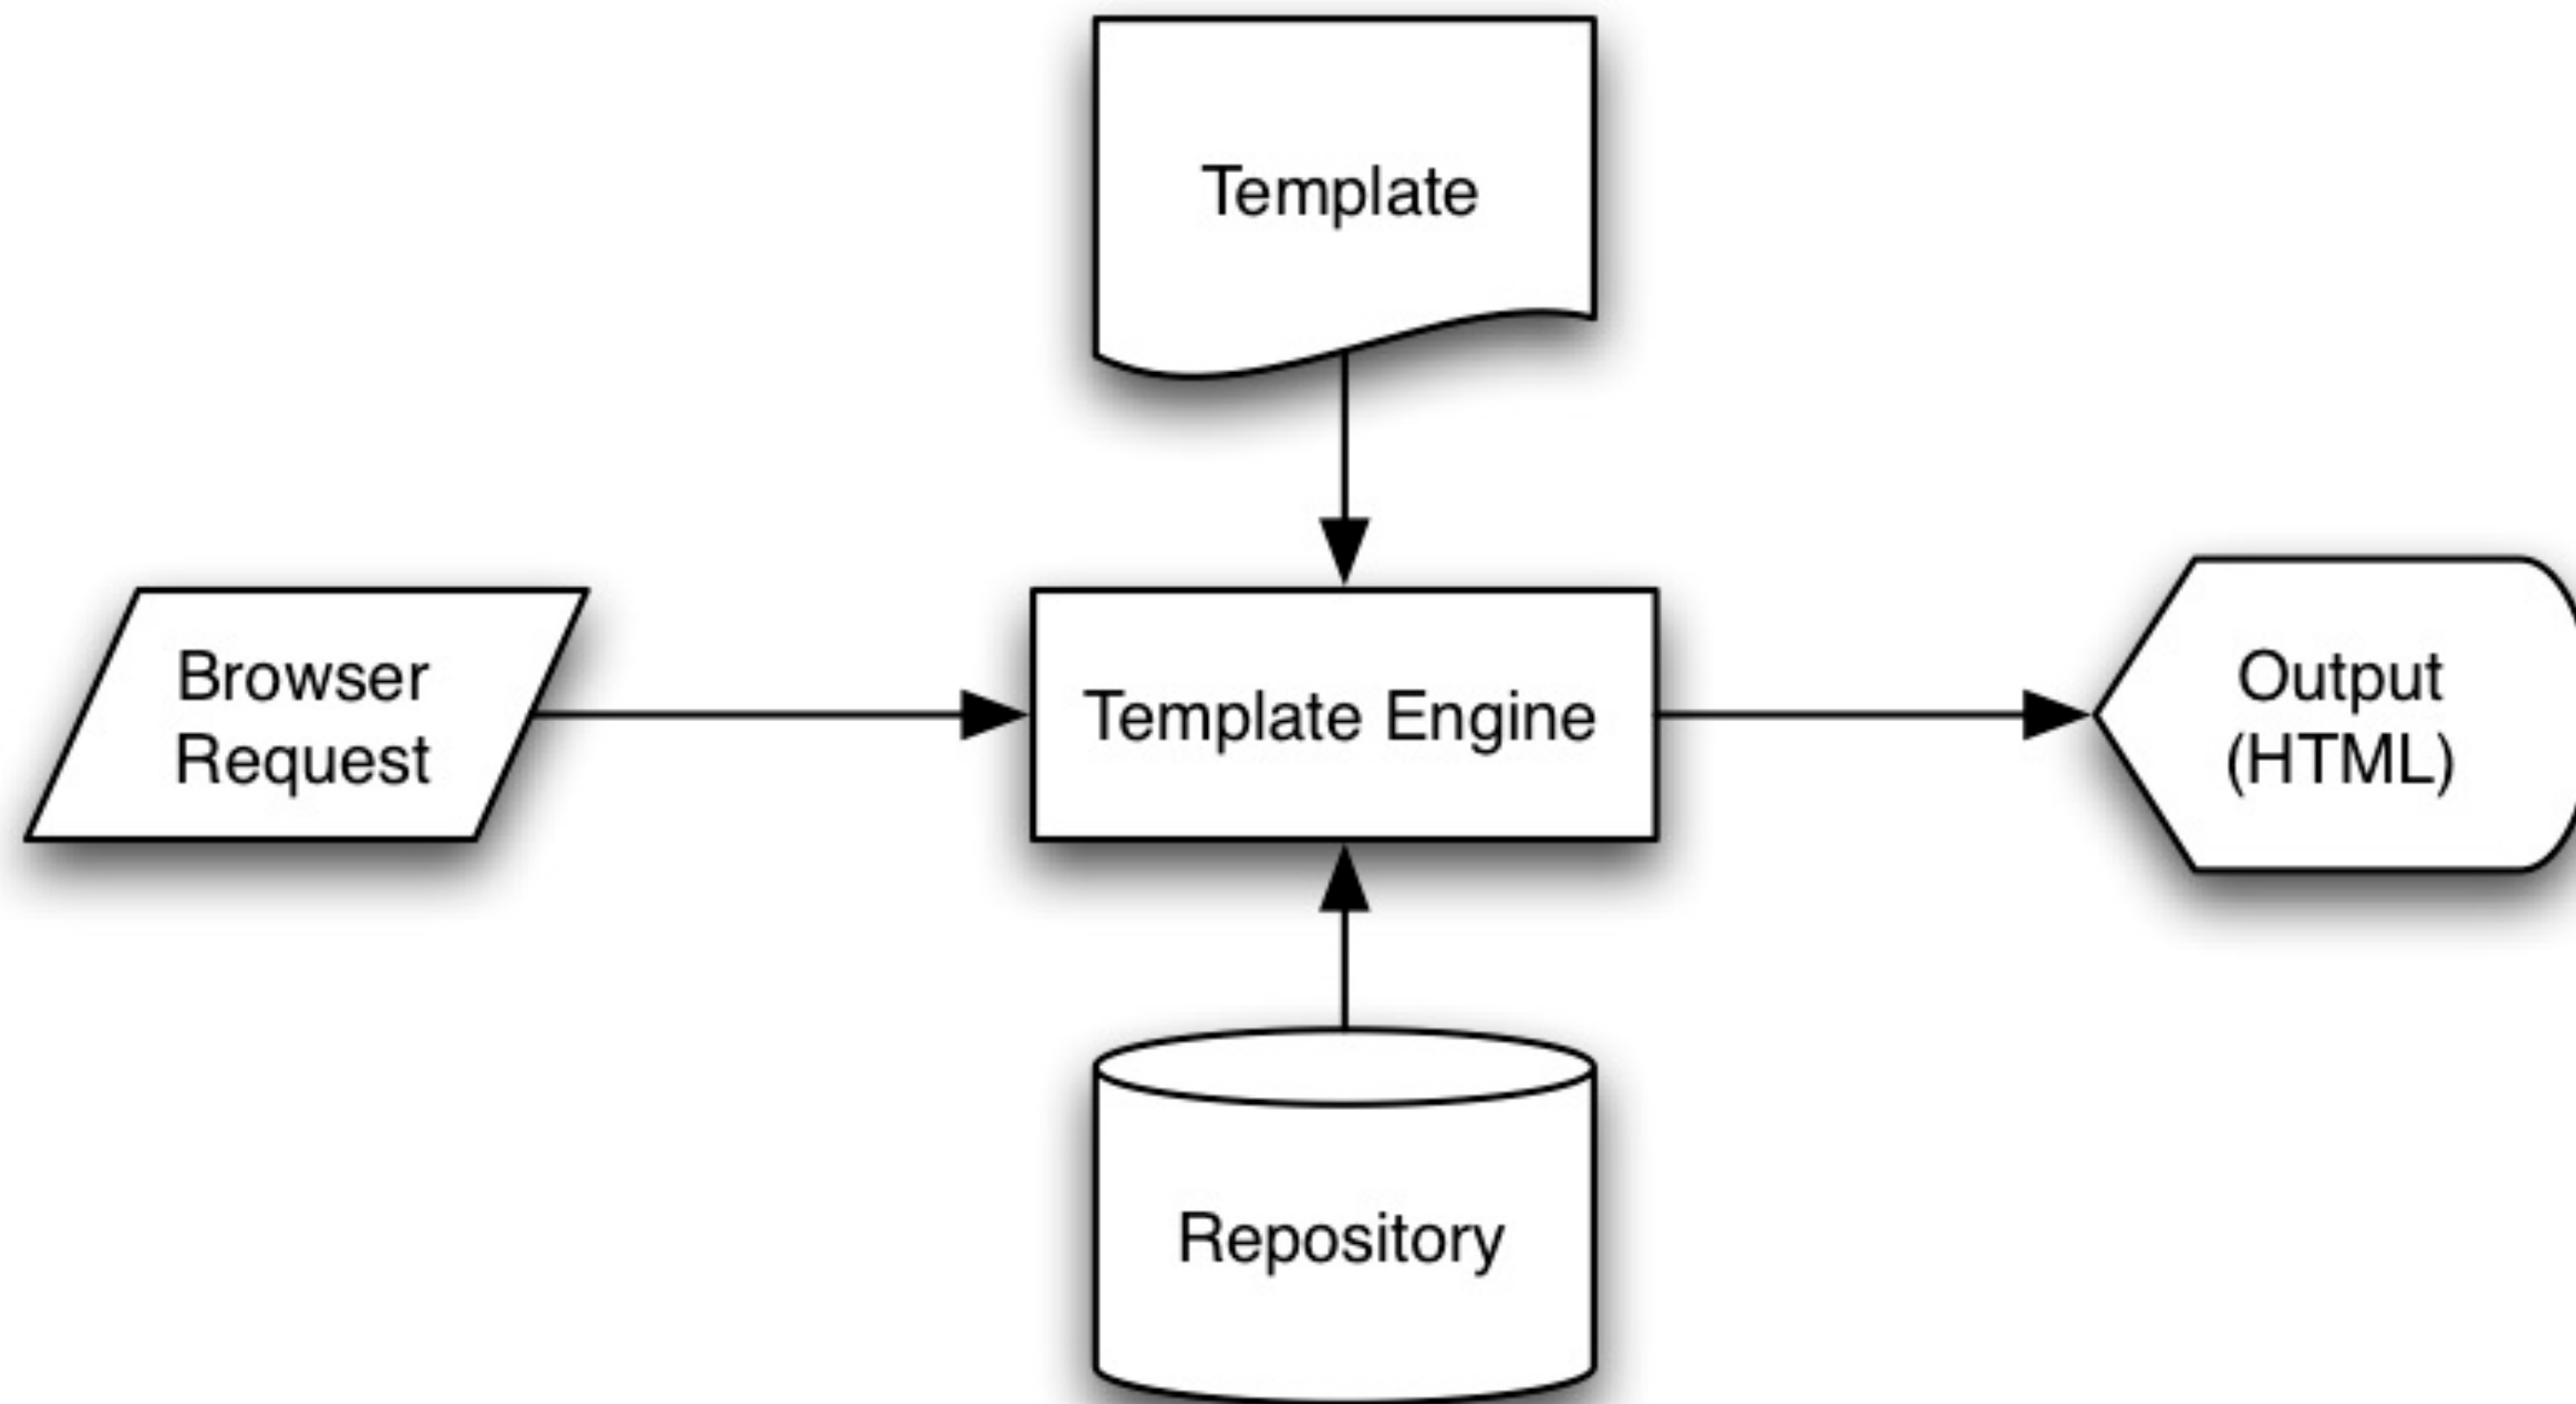 Template
Browser
Request
Template Engine
Output
(HTML)
Repository